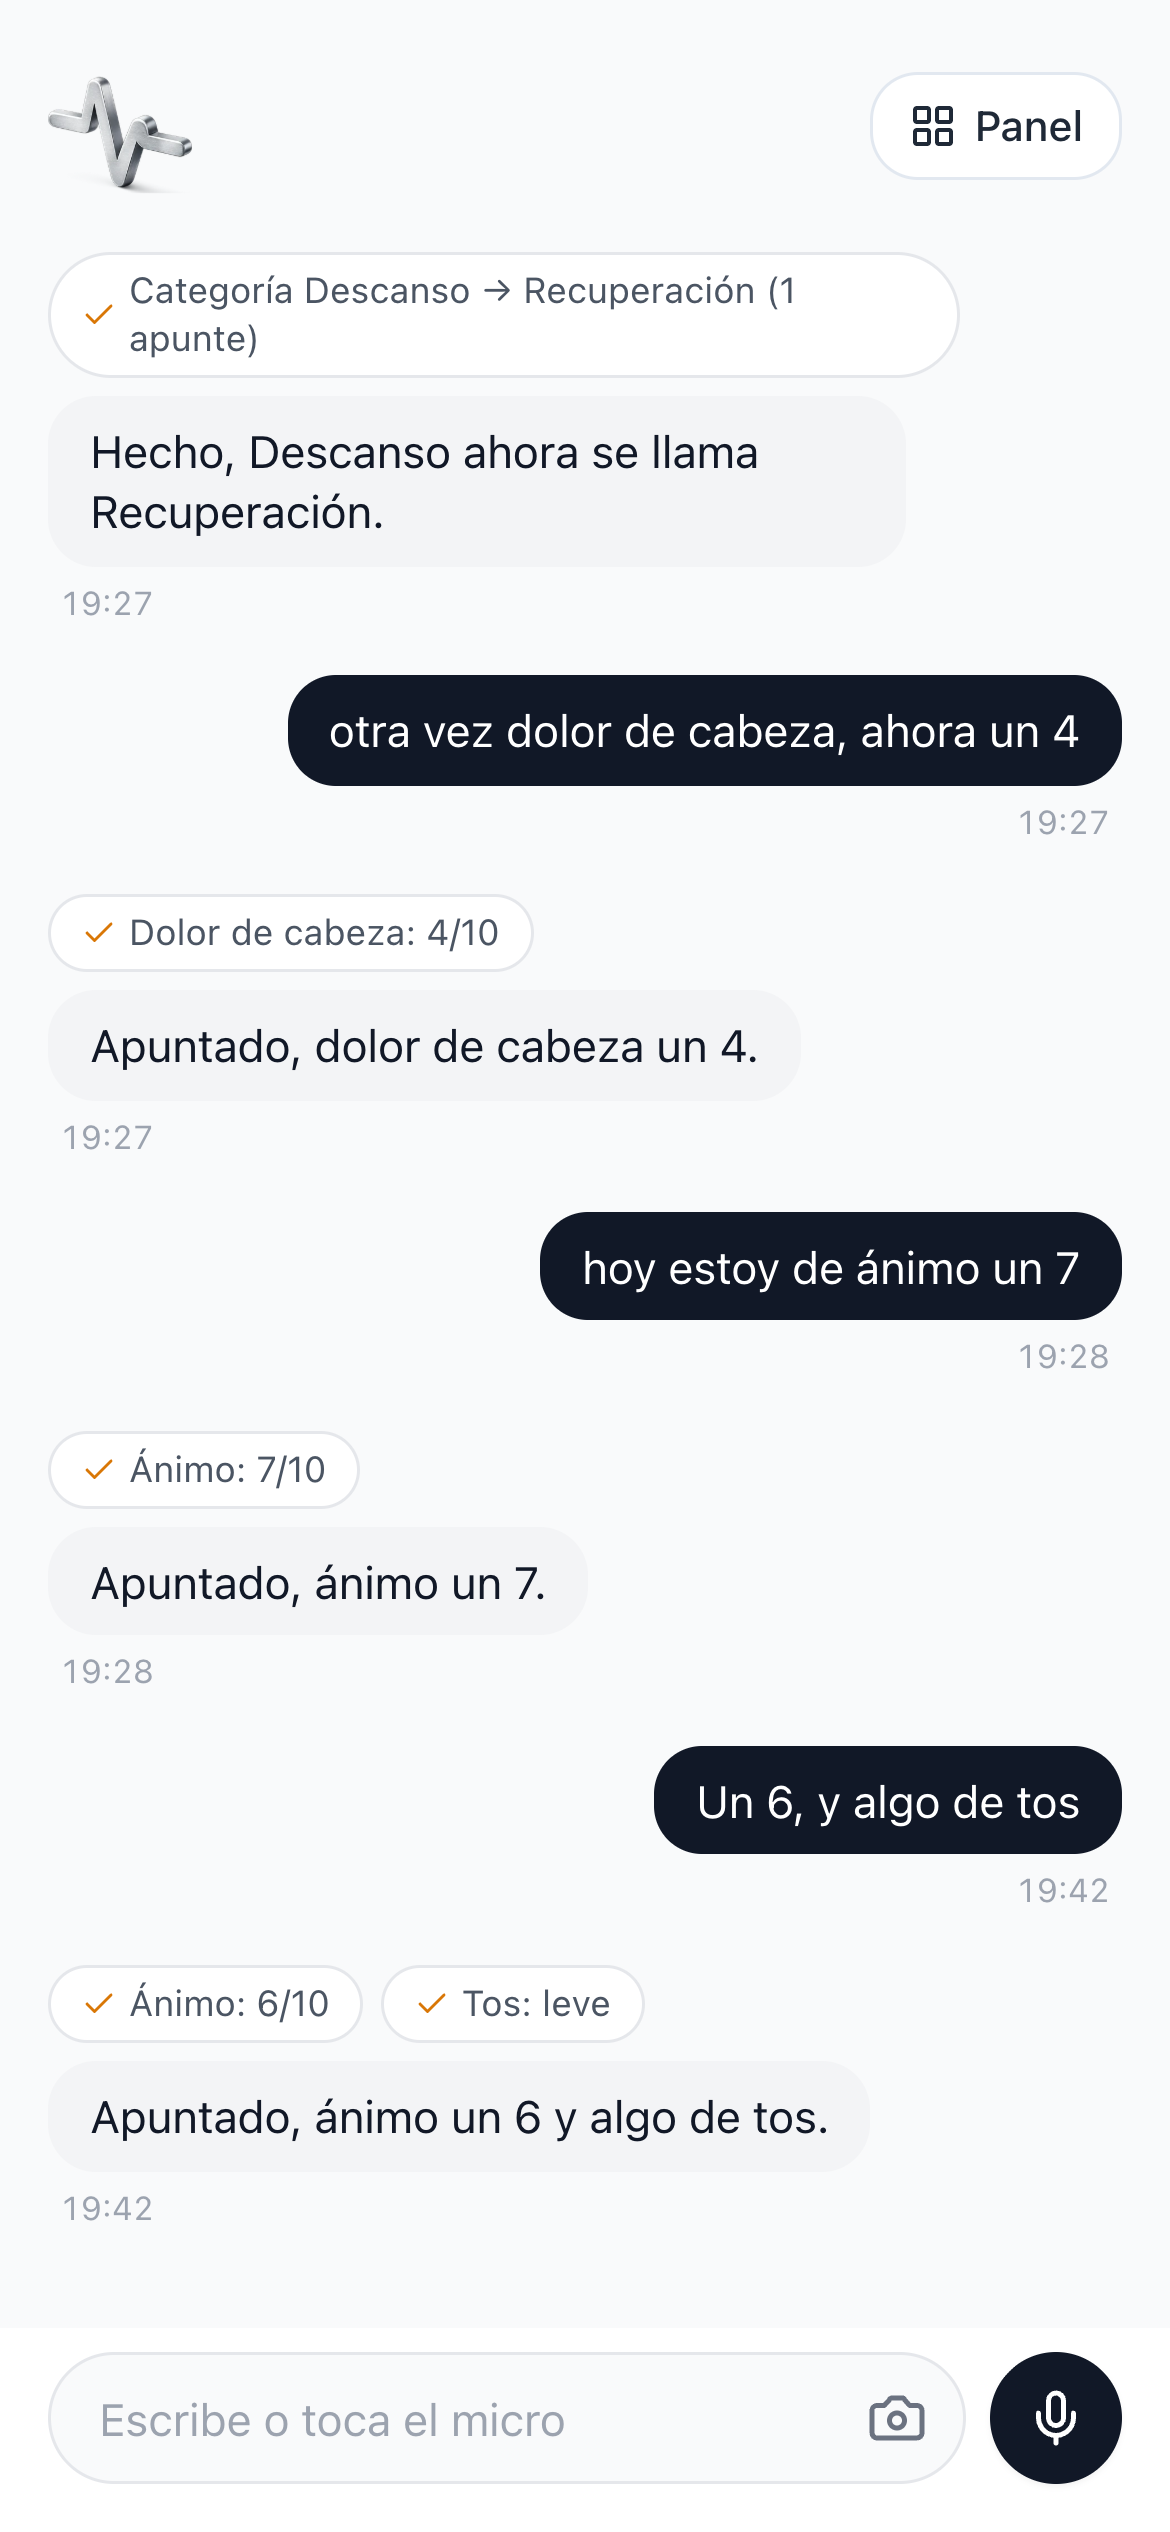 Panel
Categoría Descanso → Recuperación (1
apunte)
Hecho, Descanso ahora se llama
Recuperación.
19:27
otra vez dolor de cabeza, ahora un 4
19:27
Dolor de cabeza: 4/10
Apuntado, dolor de cabeza un 4.
19:27
hoy estoy de ánimo un 7
19:28
Ánimo: 7/10
Apuntado, ánimo un 7.
19:28
Un 6, y algo de tos
19:42
Ánimo: 6/10 Tos: leve
Apuntado, ánimo un 6 y algo de tos.
19:42
Escribe o toca el micro